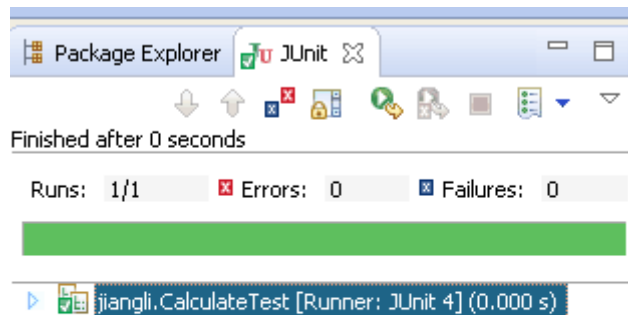 Package Explorer JUnit
Finished after 0 seconds
Runs: 1/1 Errors: 0 Failures: 0
jiangli.CalculateTest [Runner: JUnit 4] (0.000 s)